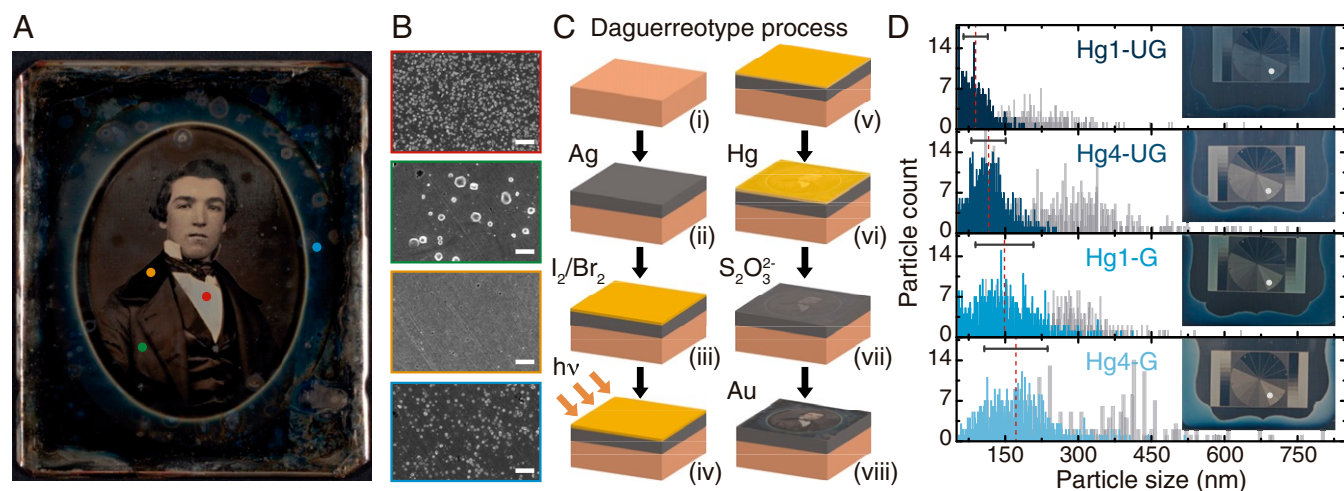 A
B
C
Daguerreotype process
(i)
Ag
(ii)
I₂/Br₂
(iii)
hν
(iv)
(v)
Hg
(vi)
S₂O₃²⁻
(vii)
Au
(viii)
D
Particle count
14
7
0
Hg1-UG
14
7
0
Hg4-UG
14
7
0
Hg1-G
14
7
0
Hg4-G
150
300
450
600
750
Particle size (nm)